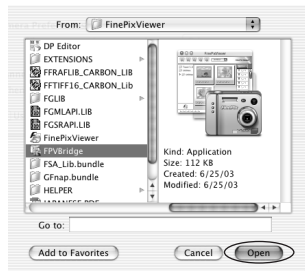 From: FinePixViewer
DP Editor
EXTENSIONS
FFRAFLIB_CARBON_LIB
FFTIFF16_CARBON_Lib
FGLIB
FGMLAPI.LIB
FGSRAPI.LIB
FinePixViewer
FPVBridge
FSA_Lib.bundle
GFnap.bundle
HELPER
Kind: Application
Size: 112 KB
Created: 6/25/03
Modified: 6/25/03
Go to:
Add to Favorites
Cancel
Open